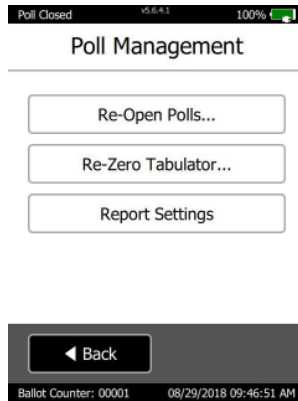 Poll Closed v5.6.4.1 100%
Poll Management
Re-Open Polls...
Re-Zero Tabulator...
Report Settings
Back
Ballot Counter: 00001 08/29/2018 09:46:51 AM